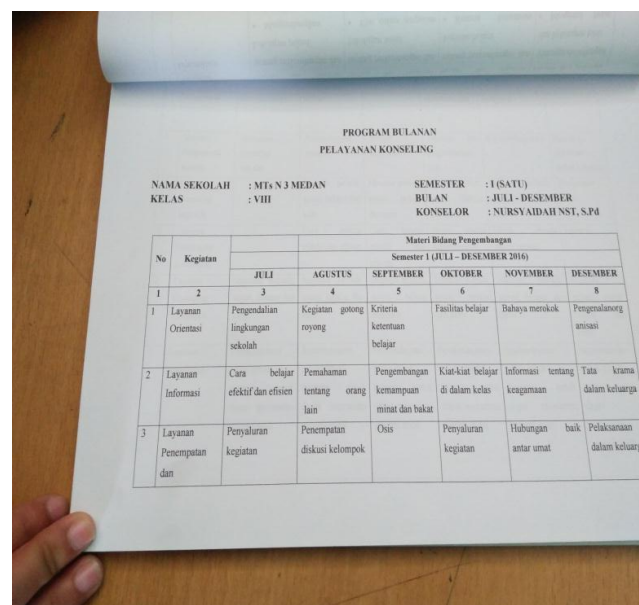 PROGRAM BULANAN
PELAYANAN KONSELING
NAMA SEKOLAH : MTs N 3 MEDAN SEMESTER : I (SATU)
KELAS : VIII BULAN : JULI - DESEMBER
KONSELOR : NURSYAIDAH NST, S.Pd
Materi Bidang Pengembangan
No Kegiatan Semester 1 (JULI – DESEMBER 2016)
JULI AGUSTUS SEPTEMBER OKTOBER NOVEMBER DESEMBER
1 2 3 4 5 6 7 8
1 Layanan Pengendalian Kegiatan gotong Kriteria Fasilitas belajar Bahaya merokok Pengenalanorg
Orientasi lingkungan royong ketentuan anisasi
sekolah belajar
2 Layanan Cara belajar Pemahaman Pengembangan Kiat-kiat belajar Informasi tentang Tata krama
Informasi efektif dan efisien tentang orang kemampuan di dalam kelas keagamaan dalam keluarga
lain minat dan bakat
3 Layanan Penyaluran Penempatan Osis Penyaluran Hubungan baik Pelaksanaan
Penempatan kegiatan diskusi kelompok kegiatan antar umat dalam keluarg
dan